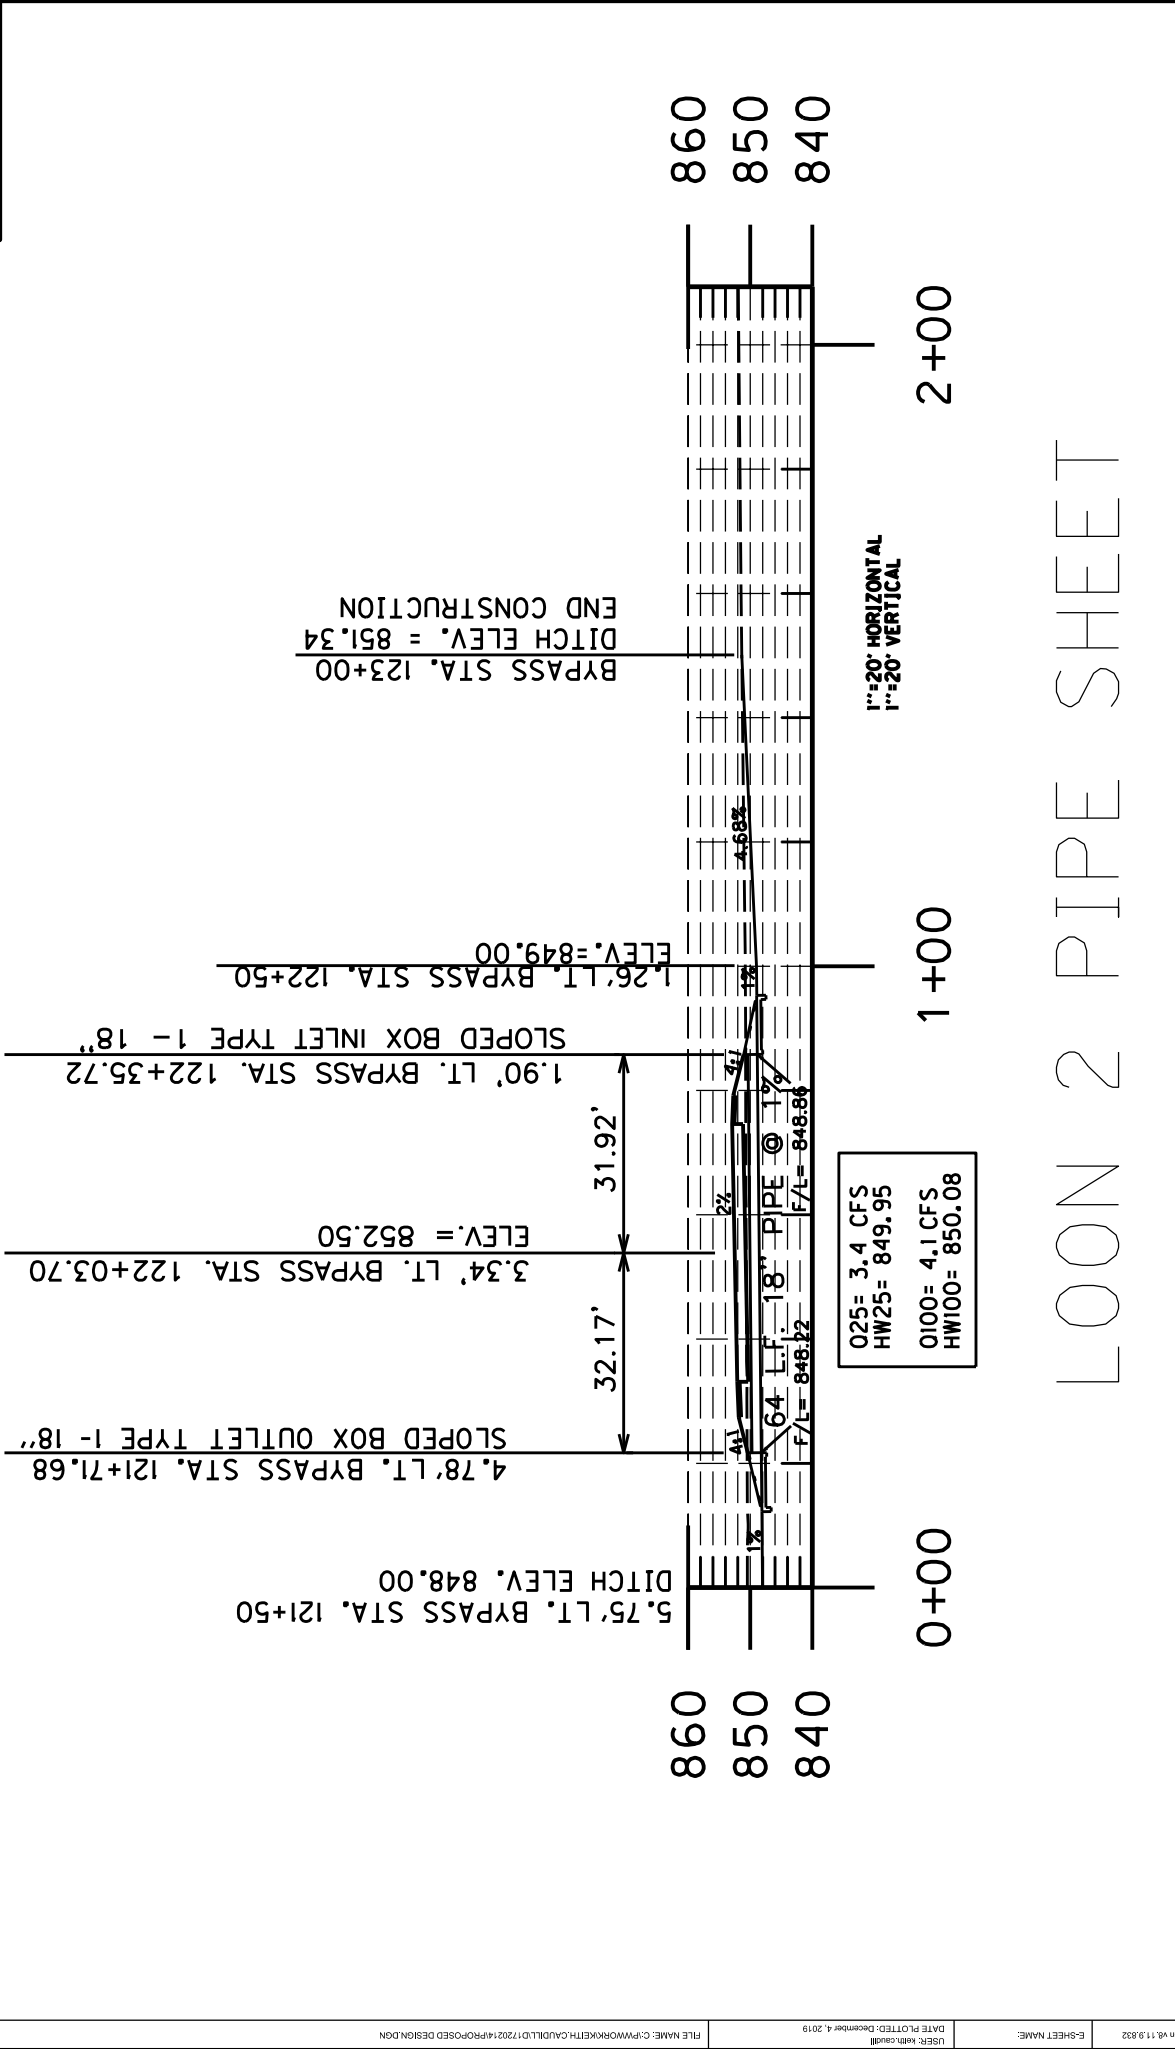 5.75' LT. BYPASS STA. 121+50
DITCH ELEV. 848.00
4.78' LT. BYPASS STA. 121+71.68
SLOPED BOX OUTLET TYPE 1- 18"
3.34' LT. BYPASS STA. 122+03.70
ELEV.= 852.50
1.90' LT. BYPASS STA. 122+35.72
SLOPED BOX INLET TYPE 1- 18"
1.26' LT. BYPASS STA. 122+50
ELEV.=849.00
BYPASS STA. 123+00
DITCH ELEV. = 851.34
END CONSTRUCTION
32.17'
31.92'
860
850
840
860
850
840
1%
4:1
2%
4:1
1%
4.68%
64 L.F. 18" PIPE @ 1%
F/L= 848.22
F/L= 848.86
0+00
1+00
2+00
Q25= 3.4 CFS
HW25= 849.95
Q100= 4.1 CFS
HW100= 850.08
1"=20' HORIZONTAL
1"=20' VERTICAL
LOON 2 PIPE SHEET
FILE NAME: C:\PWWORK\KEITH.CAUDILL\D1720214\PROPOSED DESIGN.DGN
USER: keith.caudill
DATE PLOTTED: December 4, 2019
E-SHEET NAME:
n v8.11.9.832